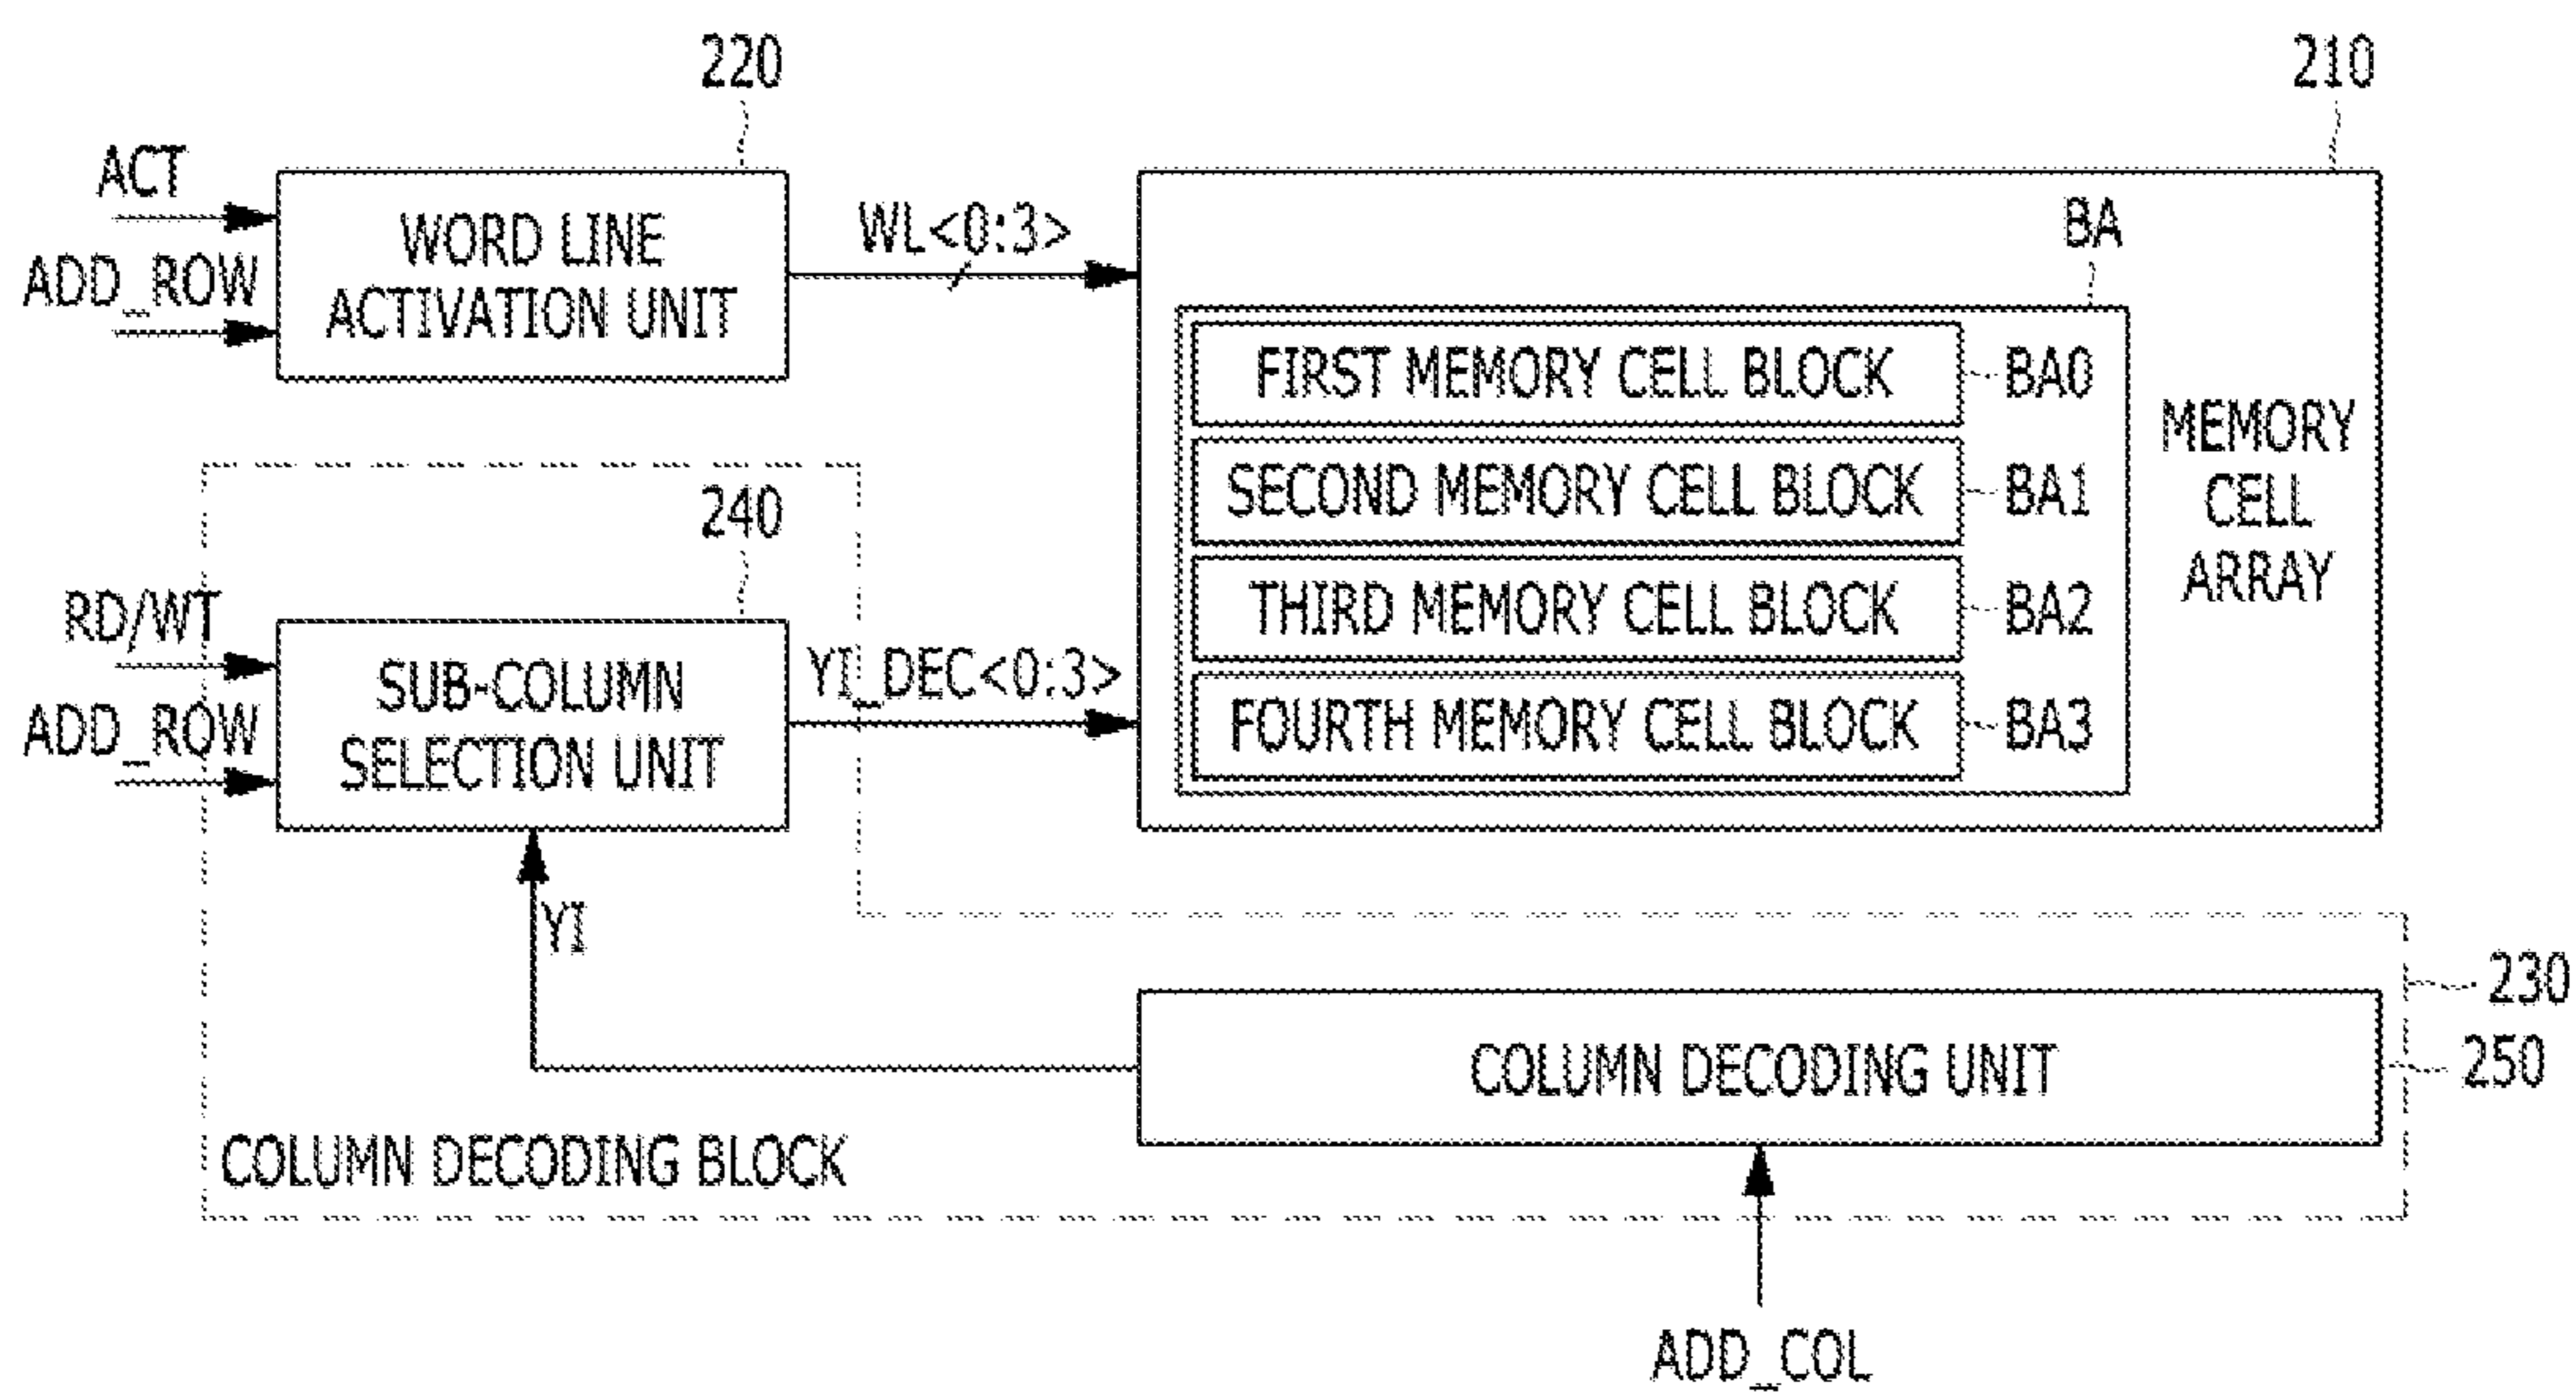 220
210
ACT
ADD_ROW
WORD LINE
ACTIVATION UNIT
WL<0:3>
BA
FIRST MEMORY CELL BLOCK
BA0
SECOND MEMORY CELL BLOCK
BA1
THIRD MEMORY CELL BLOCK
BA2
FOURTH MEMORY CELL BLOCK
BA3
MEMORY
CELL
ARRAY
240
RD/WT
ADD_ROW
SUB-COLUMN
SELECTION UNIT
YI_DEC<0:3>
YI
230
COLUMN DECODING UNIT
250
COLUMN DECODING BLOCK
ADD_COL